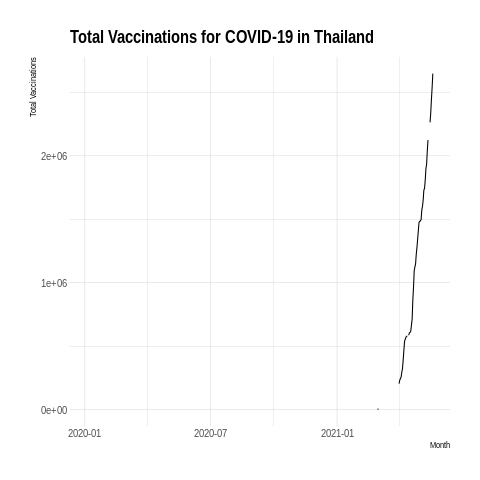 Total Vaccinations for COVID-19 in Thailand
Total Vaccinations
2e+06
1e+06
0e+00
2020-01 2020-07 2021-01
Month